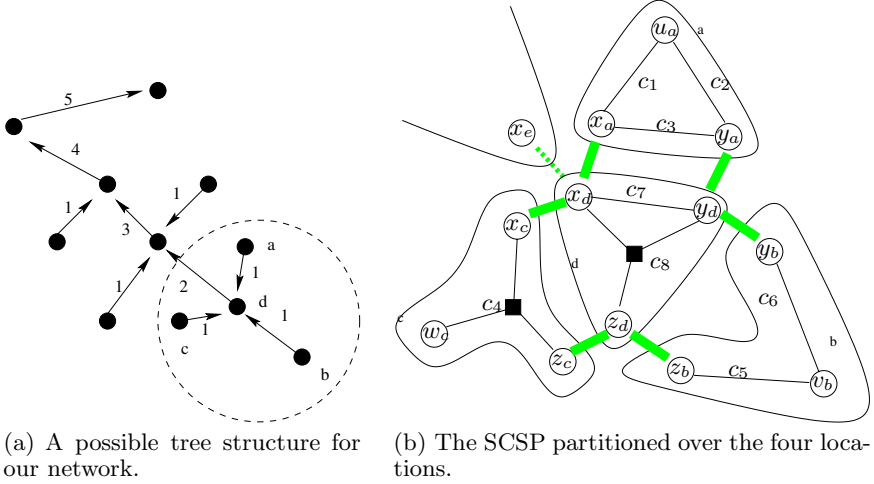 5
4
1
1
3
1
2
a
1
d
1
1
c
b
u_a
a
c_1
c_2
x_a
c_3
y_a
x_e
x_d
c_7
y_d
x_c
y_b
d
c_8
c_6
c_4
c
w_c
z_d
b
z_c
z_b
c_5
v_b
(a) A possible tree structure for
our network.
(b) The SCSP partitioned over the four loca-
tions.